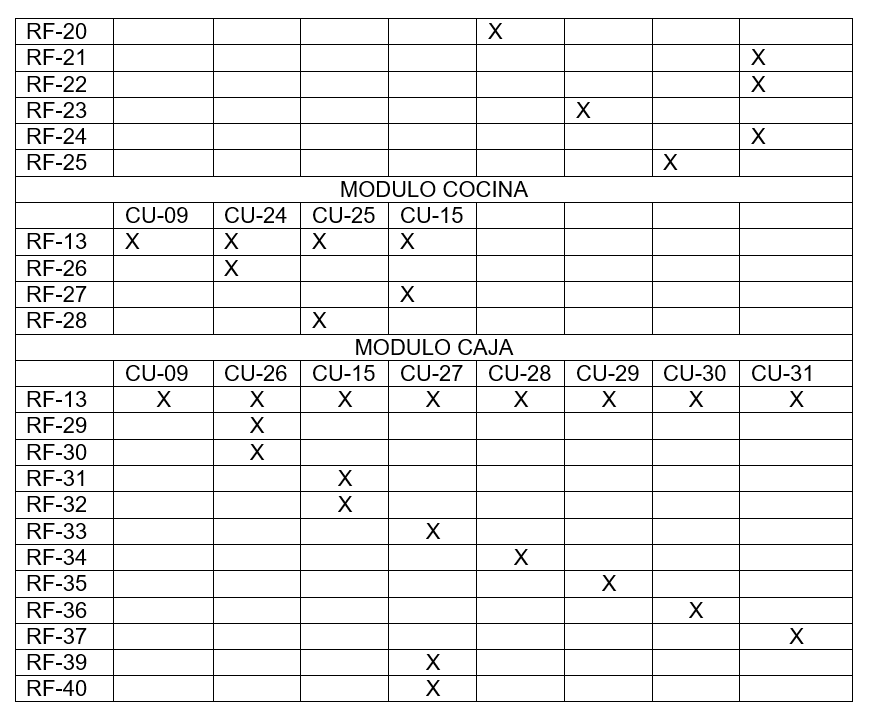 RF-20 X
RF-21 X
RF-22 X
RF-23 X
RF-24 X
RF-25 X
MODULO COCINA
CU-09 CU-24 CU-25 CU-15
RF-13 X X X X
RF-26 X
RF-27 X
RF-28 X
MODULO CAJA
CU-09 CU-26 CU-15 CU-27 CU-28 CU-29 CU-30 CU-31
RF-13 X X X X X X X X
RF-29 X
RF-30 X
RF-31 X
RF-32 X
RF-33 X
RF-34 X
RF-35 X
RF-36 X
RF-37 X
RF-39 X
RF-40 X